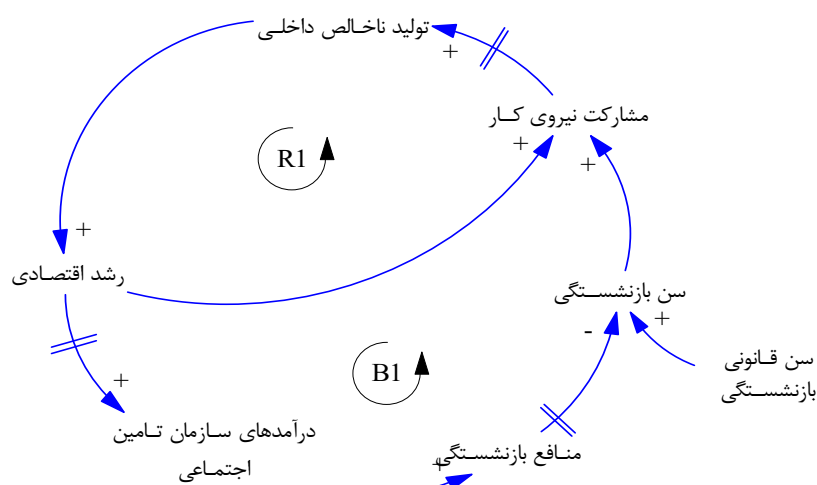 تولید ناخالص داخلی
+
مشارکت نیروی کار
+
+
R1
+
رشد اقتصادی
سن بازنشستگی
-
+
سن قانونی
بازنشستگی
B1
+
درآمدهای سازمان تامین
اجتماعی
منافع بازنشستگی
+